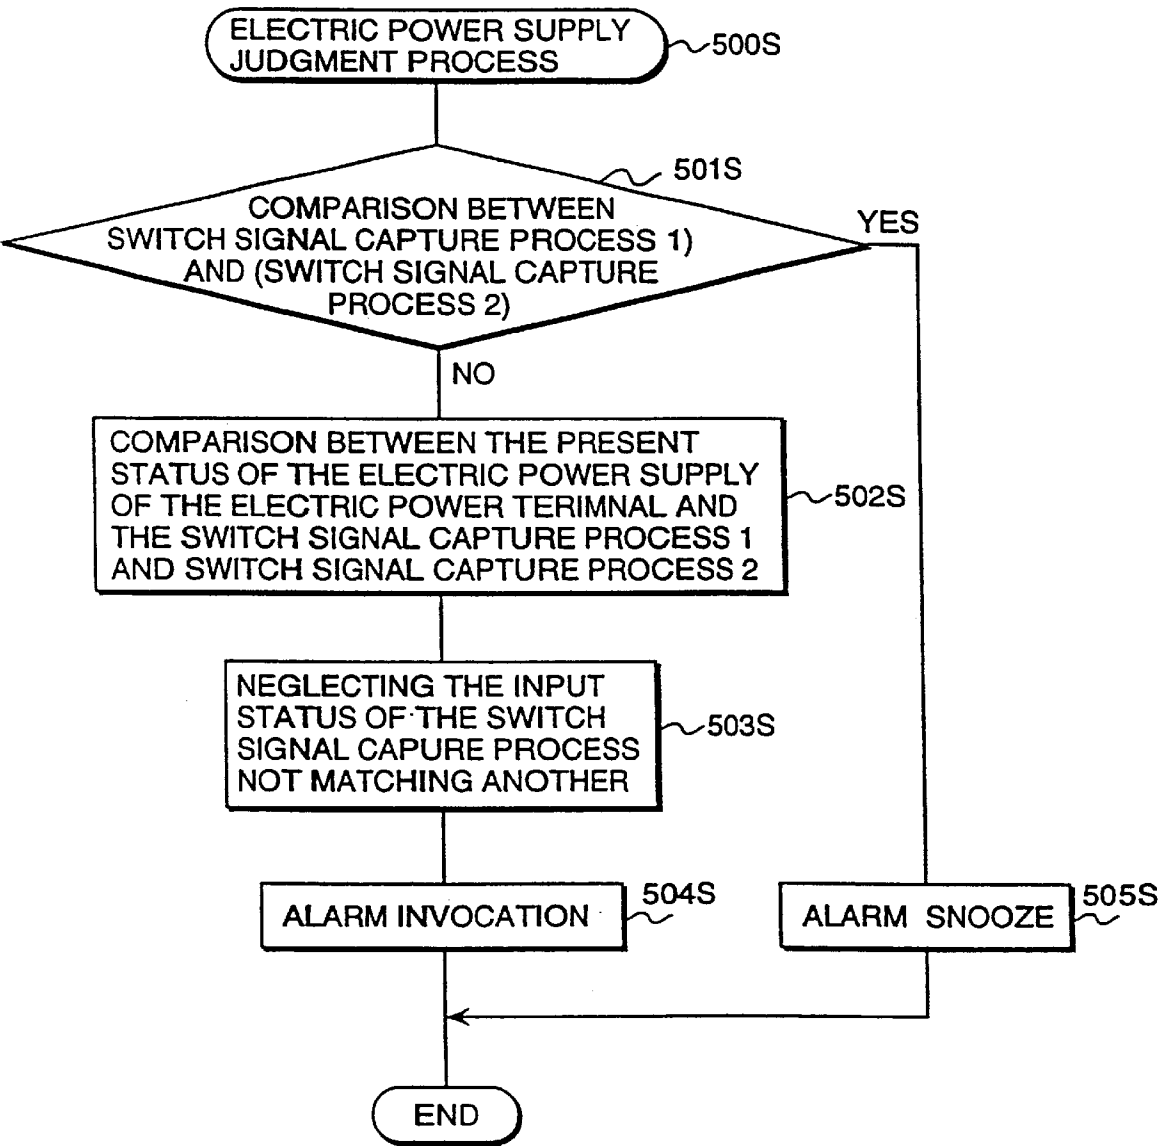 ELECTRIC POWER SUPPLY
JUDGMENT PROCESS
500S
501S
COMPARISON BETWEEN
SWITCH SIGNAL CAPTURE PROCESS 1)
AND (SWITCH SIGNAL CAPTURE
PROCESS 2)
YES
NO
COMPARISON BETWEEN THE PRESENT
STATUS OF THE ELECTRIC POWER SUPPLY
OF THE ELECTRIC POWER TERIMNAL AND
THE SWITCH SIGNAL CAPTURE PROCESS 1
AND SWITCH SIGNAL CAPTURE PROCESS 2
502S
NEGLECTING THE INPUT
STATUS OF THE SWITCH
SIGNAL CAPURE PROCESS
NOT MATCHING ANOTHER
503S
ALARM INVOCATION
504S
ALARM SNOOZE
505S
END